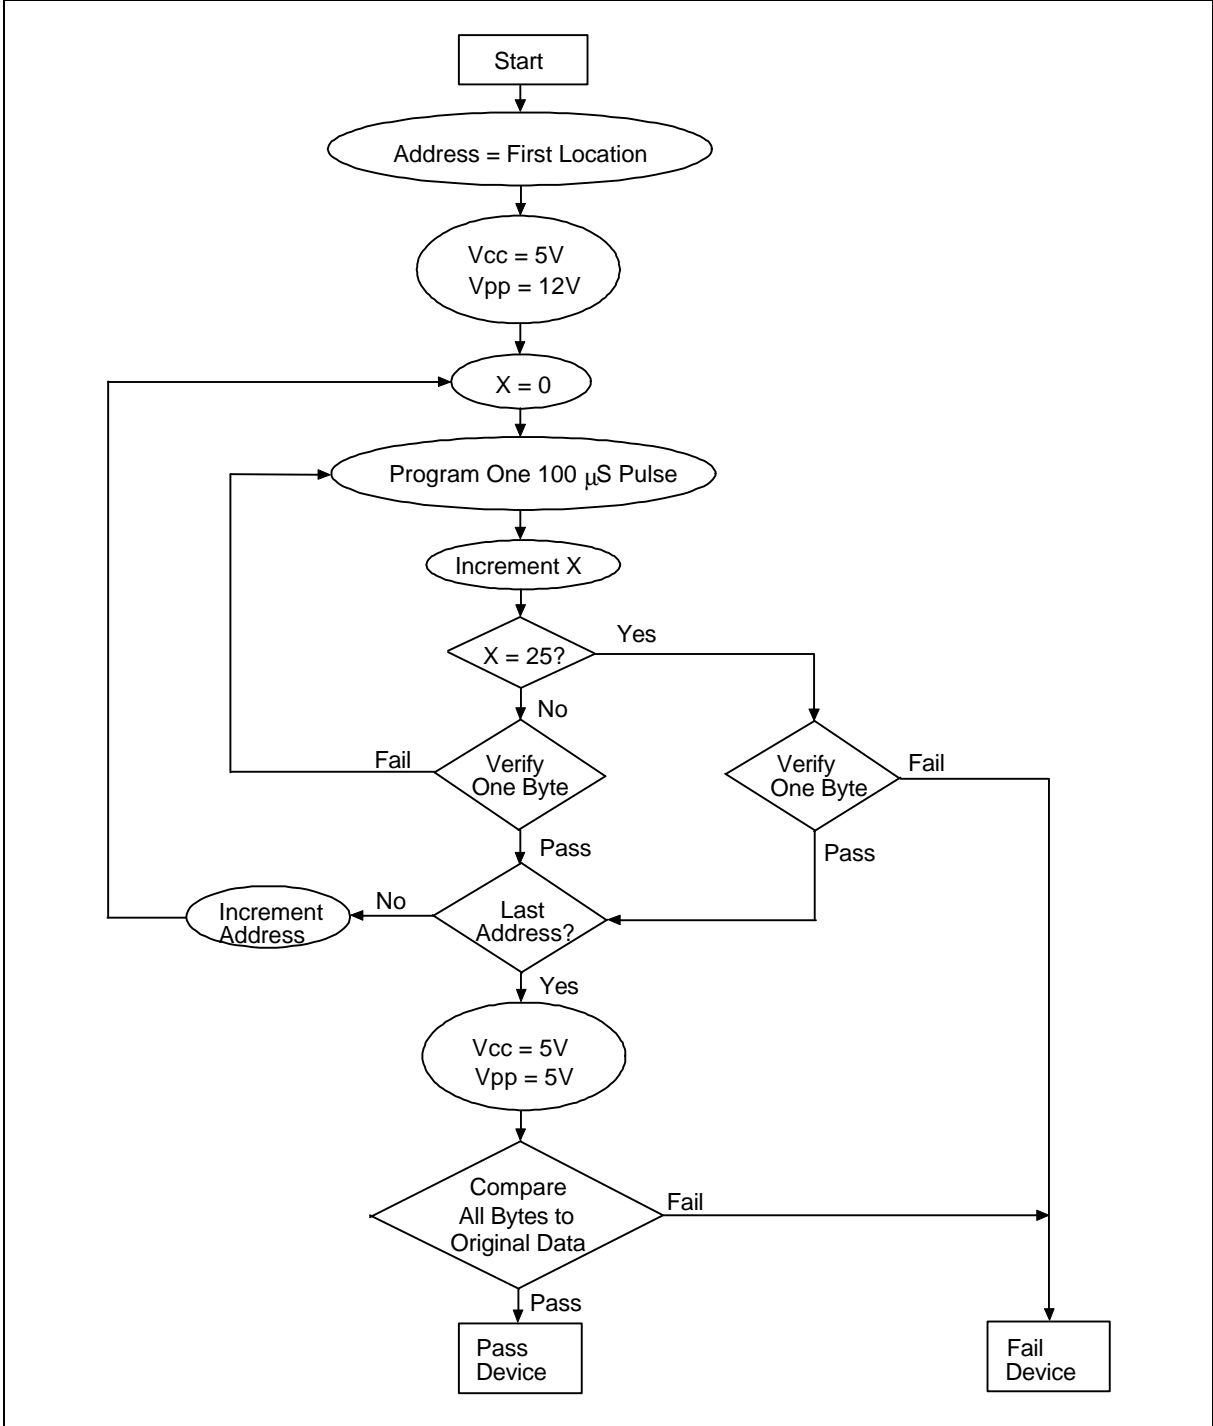 Start
Address = First Location
Vcc = 5V
Vpp = 12V
X = 0
Program One 100 µS Pulse
Increment X
X = 25?
Yes
No
Fail
Verify
One Byte
Verify
One Byte
Fail
Pass
Pass
Increment
Address
No
Last
Address?
Yes
Vcc = 5V
Vpp = 5V
Compare
All Bytes to
Original Data
Fail
Pass
Pass
Device
Fail
Device